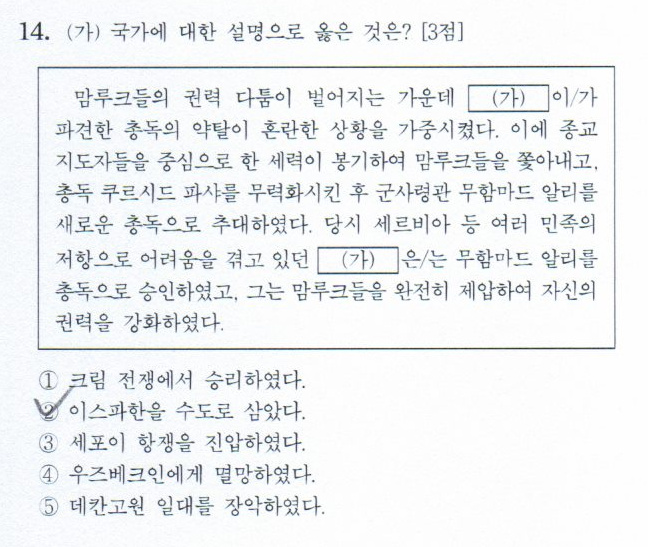 14. (가) 국가에 대한 설명으로 옳은 것은? [3점]
맘루크들의 권력 다툼이 벌어지는 가운데 (가) 이/가
파견한 총독의 약탈이 혼란한 상황을 가중시켰다. 이에 종교
지도자들을 중심으로 한 세력이 봉기하여 맘루크들을 쫓아내고,
총독 쿠르시드 파샤를 무력화시킨 후 군사령관 무함마드 알리를
새로운 총독으로 추대하였다. 당시 세르비아 등 여러 민족의
저항으로 어려움을 겪고 있던 (가) 은/는 무함마드 알리를
총독으로 승인하였고, 그는 맘루크들을 완전히 제압하여 자신의
권력을 강화하였다.
① 크림 전쟁에서 승리하였다.
② 이스파한을 수도로 삼았다.
③ 세포이 항쟁을 진압하였다.
④ 우즈베크인에게 멸망하였다.
⑤ 데칸고원 일대를 장악하였다.